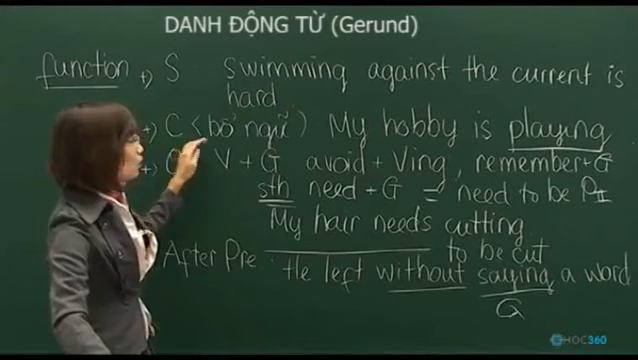 DANH ĐỘNG TỪ (Gerund)
function +) S swimming against the current is
hard
+) C (bổ ngữ) My hobby is playing
+) O V + G avoid + Ving, remember + G
sth need + G = need to be PII
My hair needs cutting
to be cut
After Pre He left without saying a word
G
HOC360